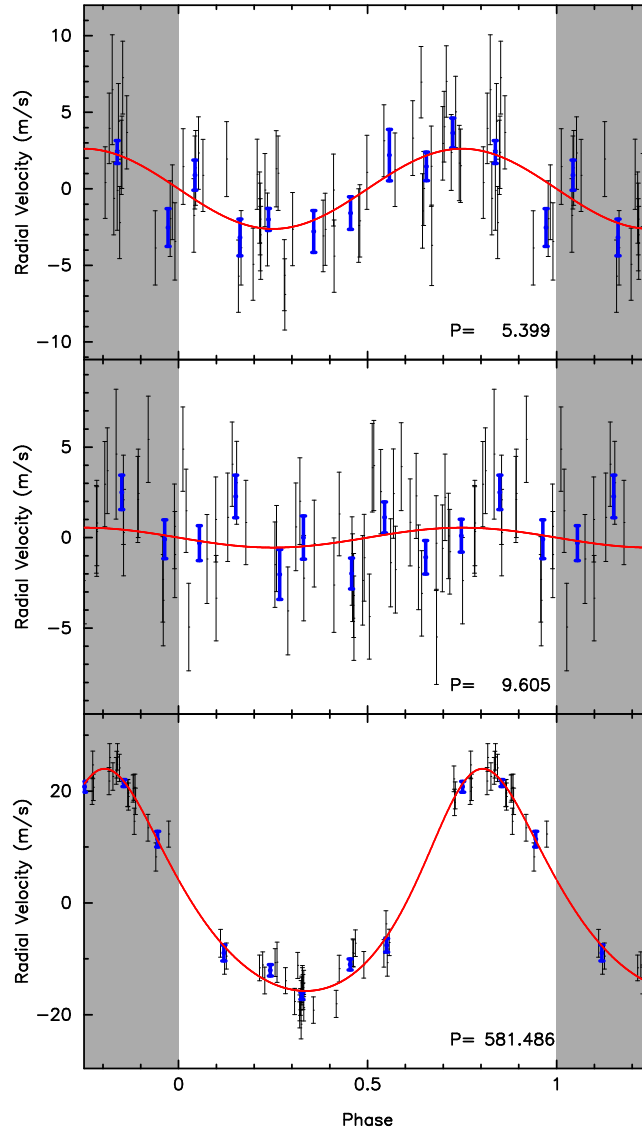 10
5
0
−5
−10
Radial Velocity (m/s)
P= 5.399
5
0
−5
Radial Velocity (m/s)
P= 9.605
20
0
−20
Radial Velocity (m/s)
P= 581.486
0 0.5 1
Phase